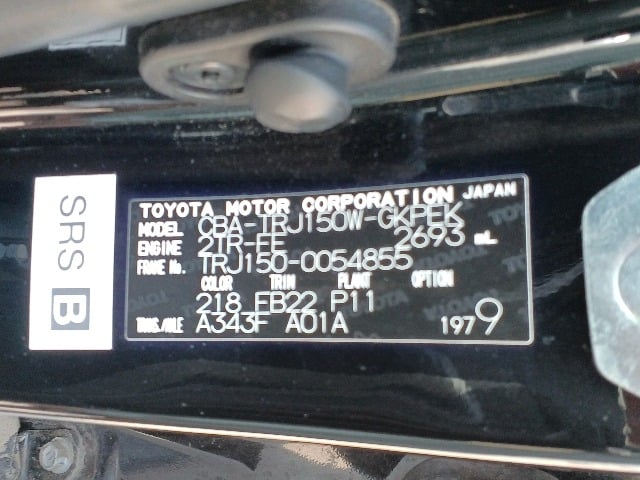 SRS B
TOYOTA MOTOR CORPORATION JAPAN
MODEL CBA-TRJ150W-GKPEK
ENGINE 2TR-FE 2693 mL
FRAME No. TRJ150-0054855
COLOR TRIM PLANT OPTION
218 FB22 P11
TRNS./AXLE A343F A01A 1979